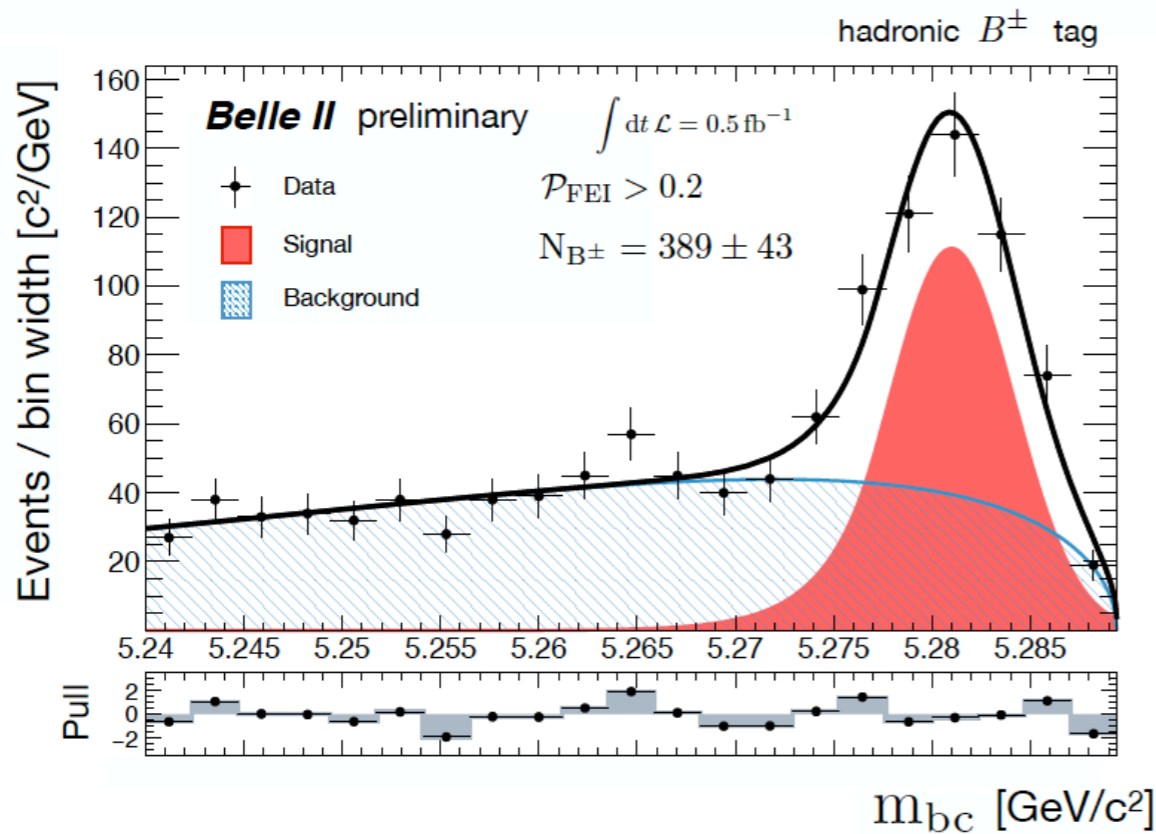 hadronic B± tag
Events / bin width [c²/GeV]
160
140
120
100
80
60
40
20
Belle II preliminary
∫ dt ℒ = 0.5 fb⁻¹
Data
𝒫FEI > 0.2
Signal
N_B± = 389 ± 43
Background
5.24 5.245 5.25 5.255 5.26 5.265 5.27 5.275 5.28 5.285
Pull
2
0
−2
m_bc [GeV/c²]